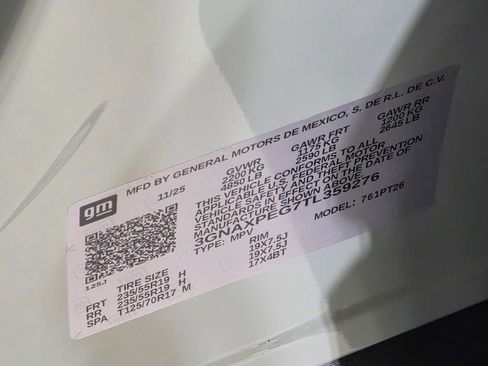 gm
MFD BY GENERAL MOTORS DE MEXICO, S. DE R.L. DE C.V.
11/25 GVWR GAWR FRT GAWR RR
2200 KG 1175 KG 1200 KG
4850 LB 2590 LB 2645 LB
THIS VEHICLE CONFORMS TO ALL
APPLICABLE U.S. FEDERAL MOTOR
VEHICLE SAFETY AND THEFT PREVENTION
STANDARDS IN EFFECT ON THE DATE OF
MANUFACTURE SHOWN ABOVE.
3GNAXPEG7TL359276
TYPE: MPV MODEL: 761PT26
125J
TIRE SIZE RIM
FRT 235/55R19 H 19X7.5J
RR 235/55R19 H 19X7.5J
SPA T125/70R17 M 17X4BT